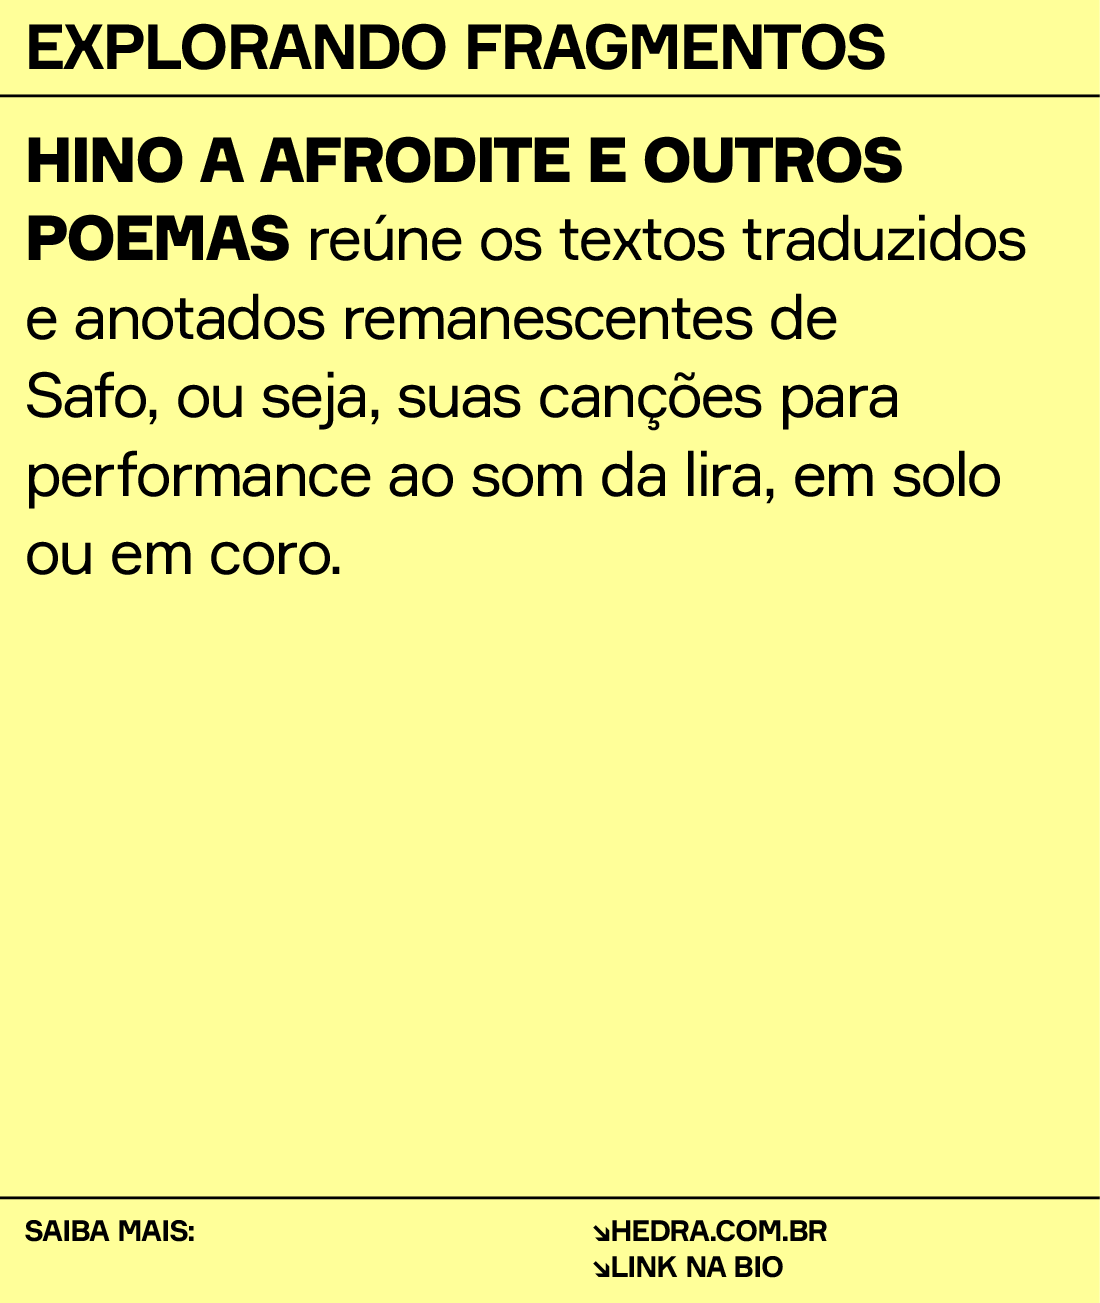 EXPLORANDO FRAGMENTOS
HINO A AFRODITE E OUTROS
POEMAS reúne os textos traduzidos
e anotados remanescentes de
Safo, ou seja, suas canções para
performance ao som da lira, em solo
ou em coro.
SAIBA MAIS:
↘HEDRA.COM.BR
↘LINK NA BIO